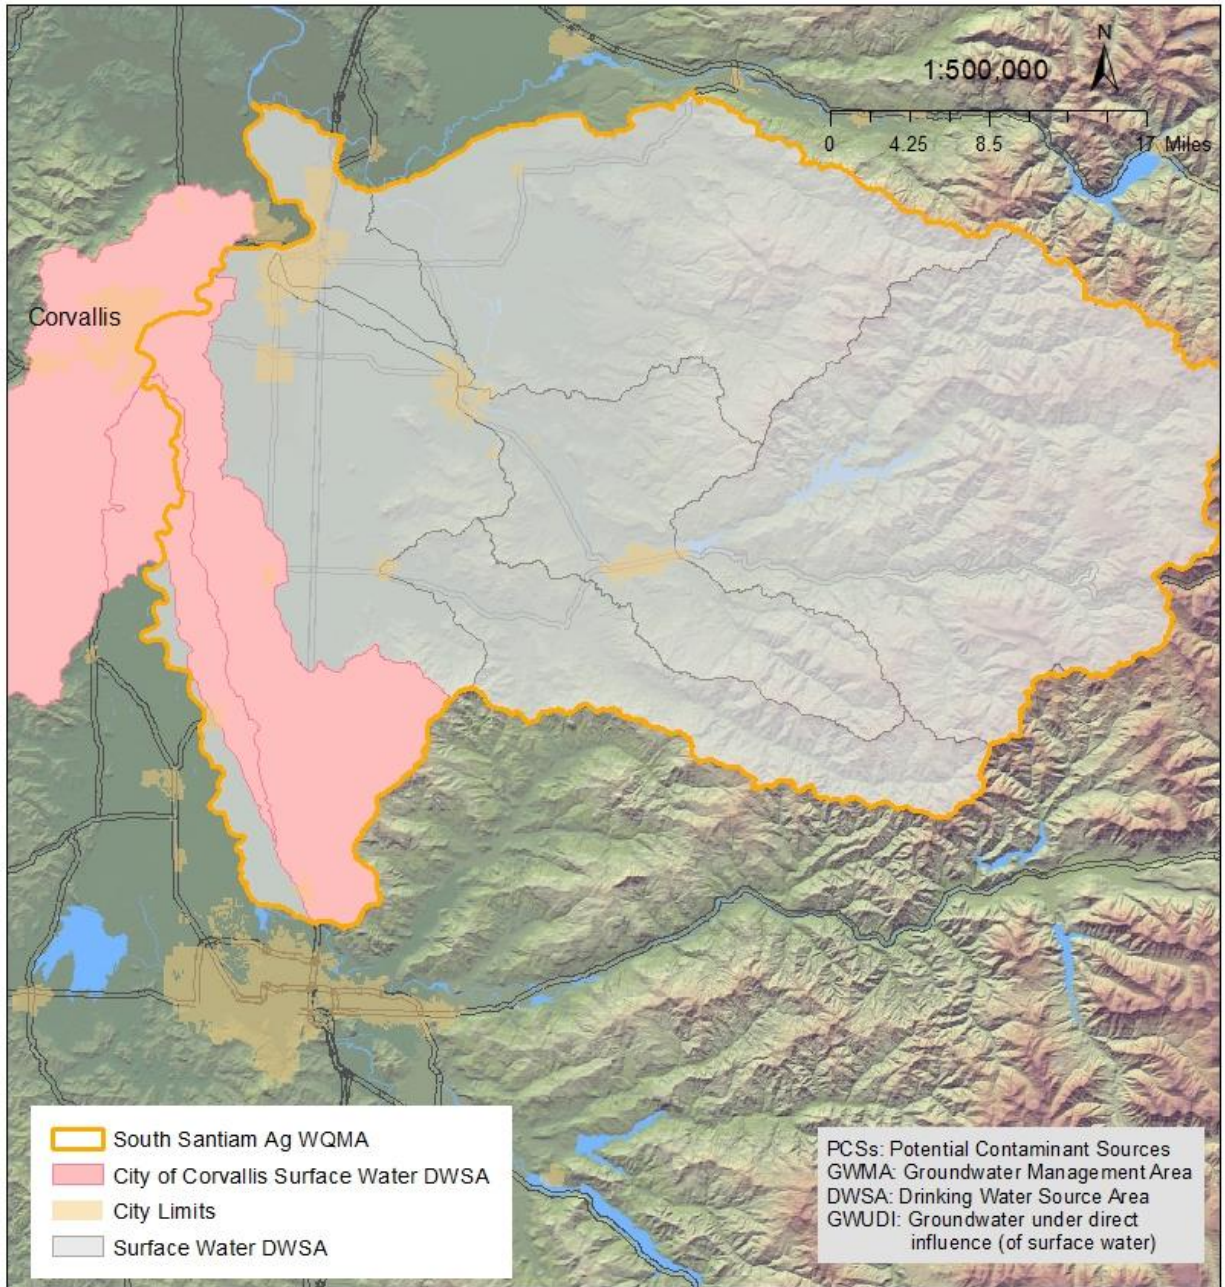 N
1:500,000
0 4.25 8.5 17 Miles
Corvallis
South Santiam Ag WQMA
City of Corvallis Surface Water DWSA
City Limits
Surface Water DWSA
PCSs: Potential Contaminant Sources
GWMA: Groundwater Management Area
DWSA: Drinking Water Source Area
GWUDI: Groundwater under direct
influence (of surface water)